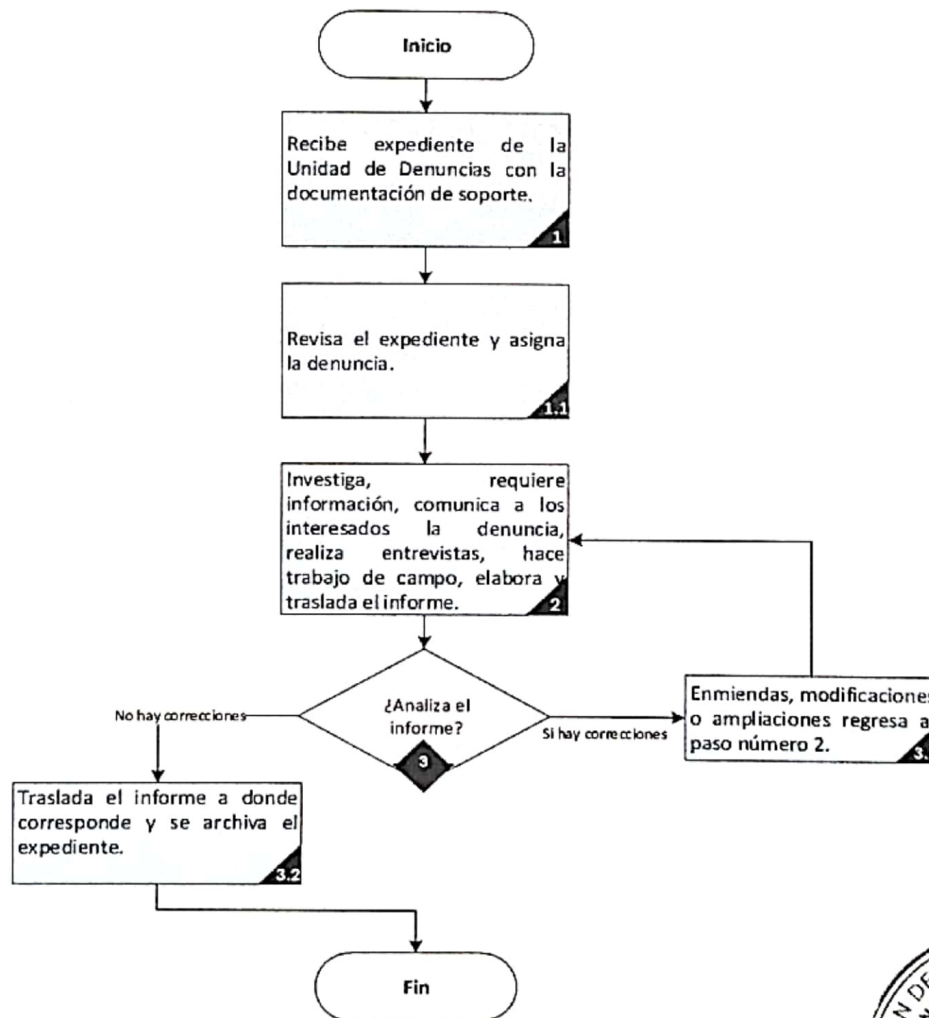 Inicio
Recibe expediente de la
Unidad de Denuncias con la
documentación de soporte.
1
Revisa el expediente y asigna
la denuncia.
1.1
Investiga, requiere
información, comunica a los
interesados la denuncia,
realiza entrevistas, hace
trabajo de campo, elabora y
traslada el informe.
2
¿Analiza el
informe?
3
No hay correcciones
Si hay correcciones
Enmiendas, modificaciones
o ampliaciones regresa a
paso número 2.
3.
Traslada el informe a donde
corresponde y se archiva el
expediente.
3.2
Fin
DE